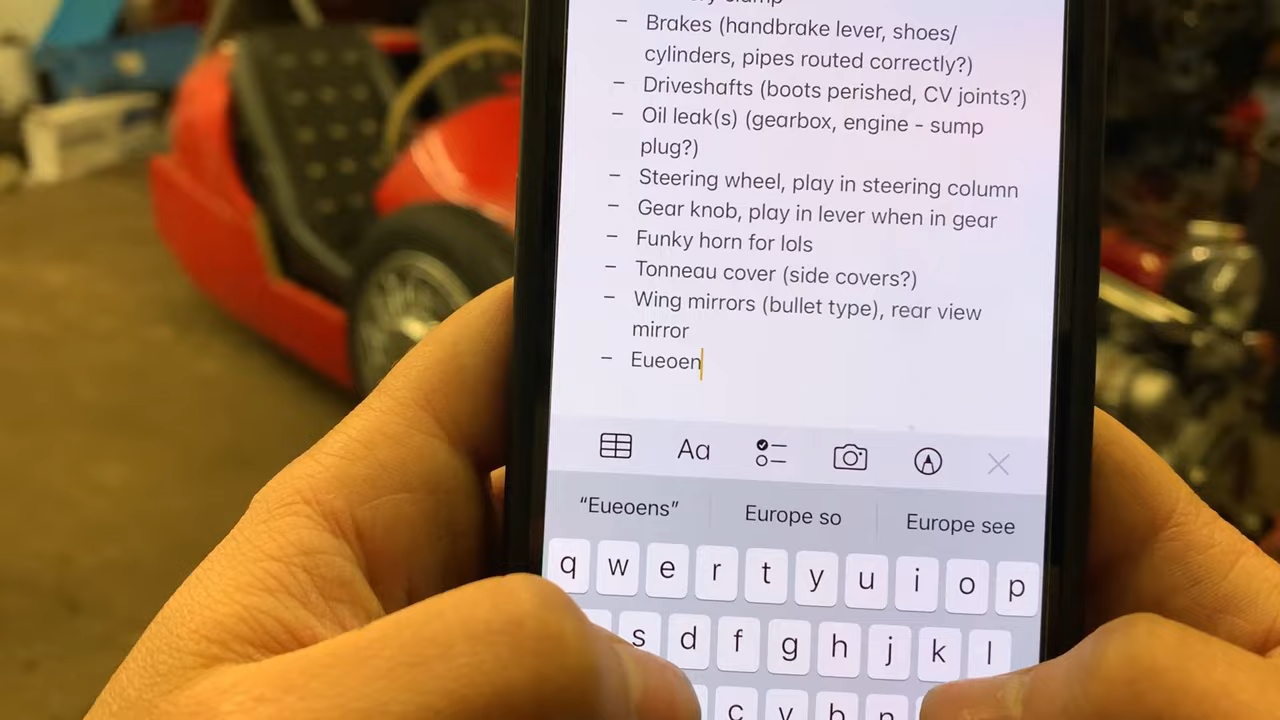 – Brakes (handbrake lever, shoes/
cylinders, pipes routed correctly?)
– Driveshafts (boots perished, CV joints?)
– Oil leak(s) (gearbox, engine - sump
plug?)
– Steering wheel, play in steering column
– Gear knob, play in lever when in gear
– Funky horn for lols
– Tonneau cover (side covers?)
– Wing mirrors (bullet type), rear view
mirror
– Eueoen
Aa
“Eueoens” Europe so Europe see
q w e r t y u i o p
s d f g h j k l
c v b n